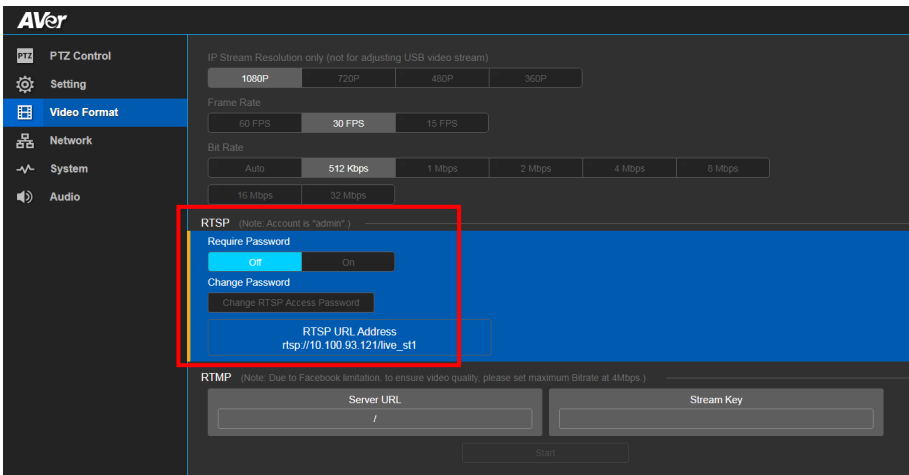 AVer
PTZ PTZ Control
Setting
Video Format
Network
System
Audio
IP Stream Resolution only (not for adjusting USB video stream)
1080P 720P 480P 360P
Frame Rate
60 FPS 30 FPS 15 FPS
Bit Rate
Auto 512 Kbps 1 Mbps 2 Mbps 4 Mbps 8 Mbps
16 Mbps 32 Mbps
RTSP (Note: Account is "admin".)
Require Password
Off On
Change Password
Change RTSP Access Password
RTSP URL Address
rtsp://10.100.93.121/live_st1
RTMP (Note: Due to Facebook limitation, to ensure video quality, please set maximum Bitrate at 4Mbps.)
Server URL Stream Key
/
Start